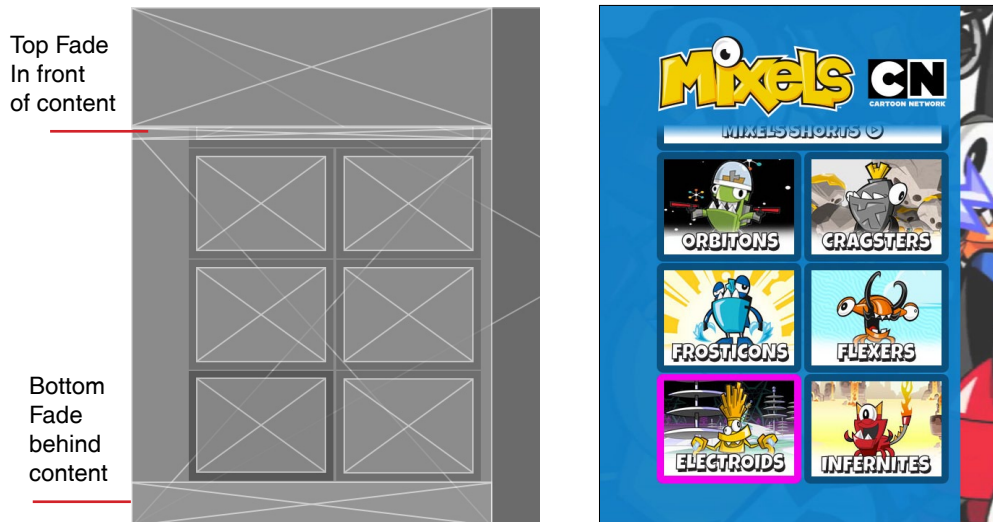 Top Fade
In front
of content
Bottom
Fade
behind
content
Mixels
CN
CARTOON NETWORK
MIXELS SHORTS
ORBITONS
CRAGSTERS
FROSTICONS
FLEXERS
ELECTROIDS
INFERNITES